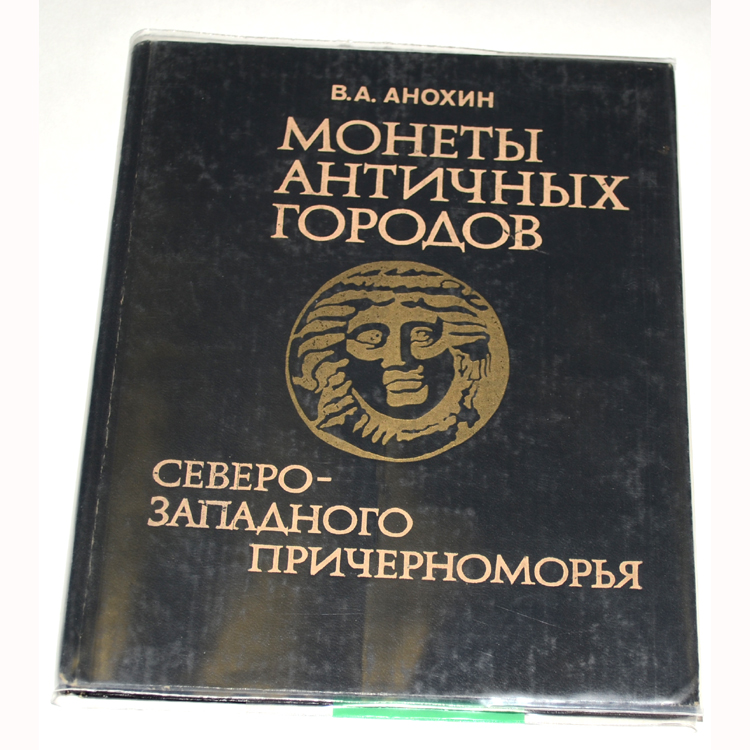 В.А. АНОХИН
МОНЕТЫ
АНТИЧНЫХ
ГОРОДОВ
СЕВЕРО-
ЗАПАДНОГО
ПРИЧЕРНОМОРЬЯ